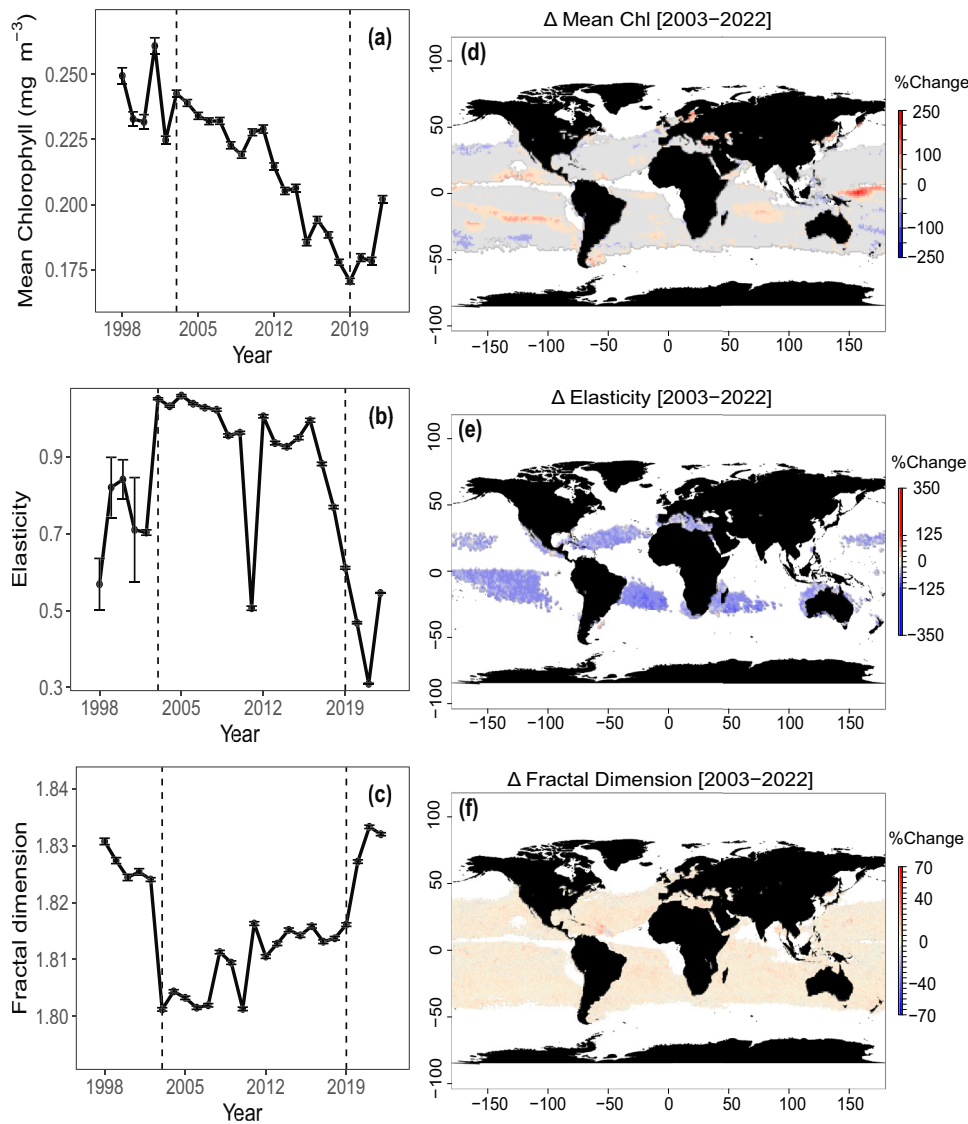 (a)
Mean Chlorophyll (mg m⁻³)
0.250
0.225
0.200
0.175
1998 2005 2012 2019
Year
Δ Mean Chl [2003−2022]
(d)
100
50
0
−50
−100
−150 −100 −50 0 50 100 150
%Change
250
100
0
−100
−250
(b)
Elasticity
0.9
0.7
0.5
0.3
1998 2005 2012 2019
Year
Δ Elasticity [2003−2022]
(e)
100
50
0
−50
−100
−150 −100 −50 0 50 100 150
%Change
350
125
0
−125
−350
(c)
Fractal dimension
1.84
1.83
1.82
1.81
1.80
1998 2005 2012 2019
Year
Δ Fractal Dimension [2003−2022]
(f)
100
50
0
−50
−100
−150 −100 −50 0 50 100 150
%Change
70
40
0
−40
−70